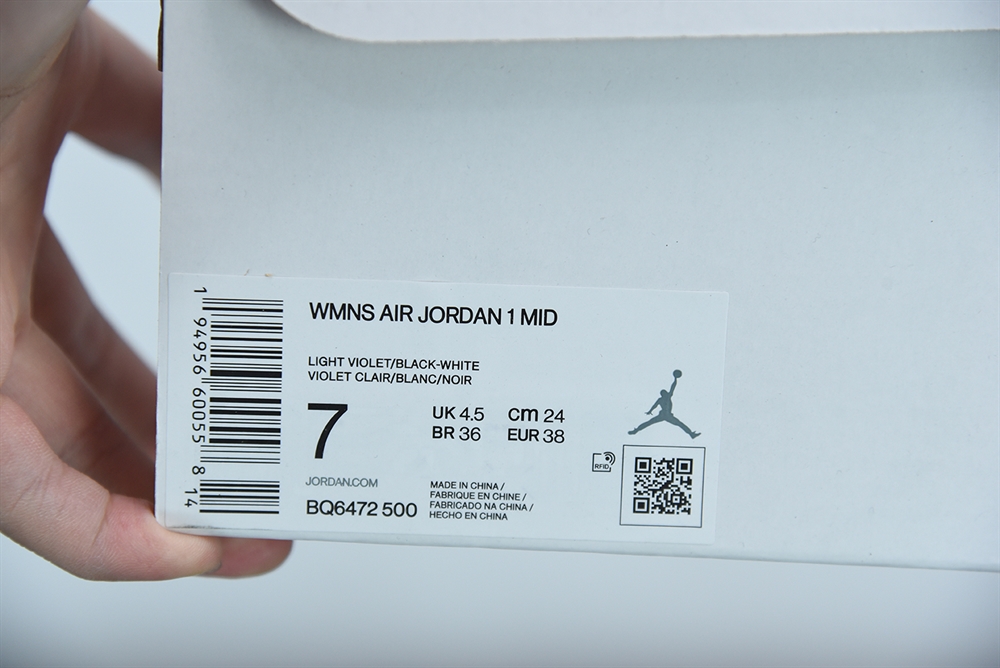 WMNS AIR JORDAN 1 MID
LIGHT VIOLET/BLACK-WHITE
VIOLET CLAIR/BLANC/NOIR
7
UK 4.5 cm 24
BR 36 EUR 38
JORDAN.COM
BQ6472 500
MADE IN CHINA /
FABRIQUE EN CHINE /
FABRICADO NA CHINA /
HECHO EN CHINA
RFID
1 94956 60055 8 14